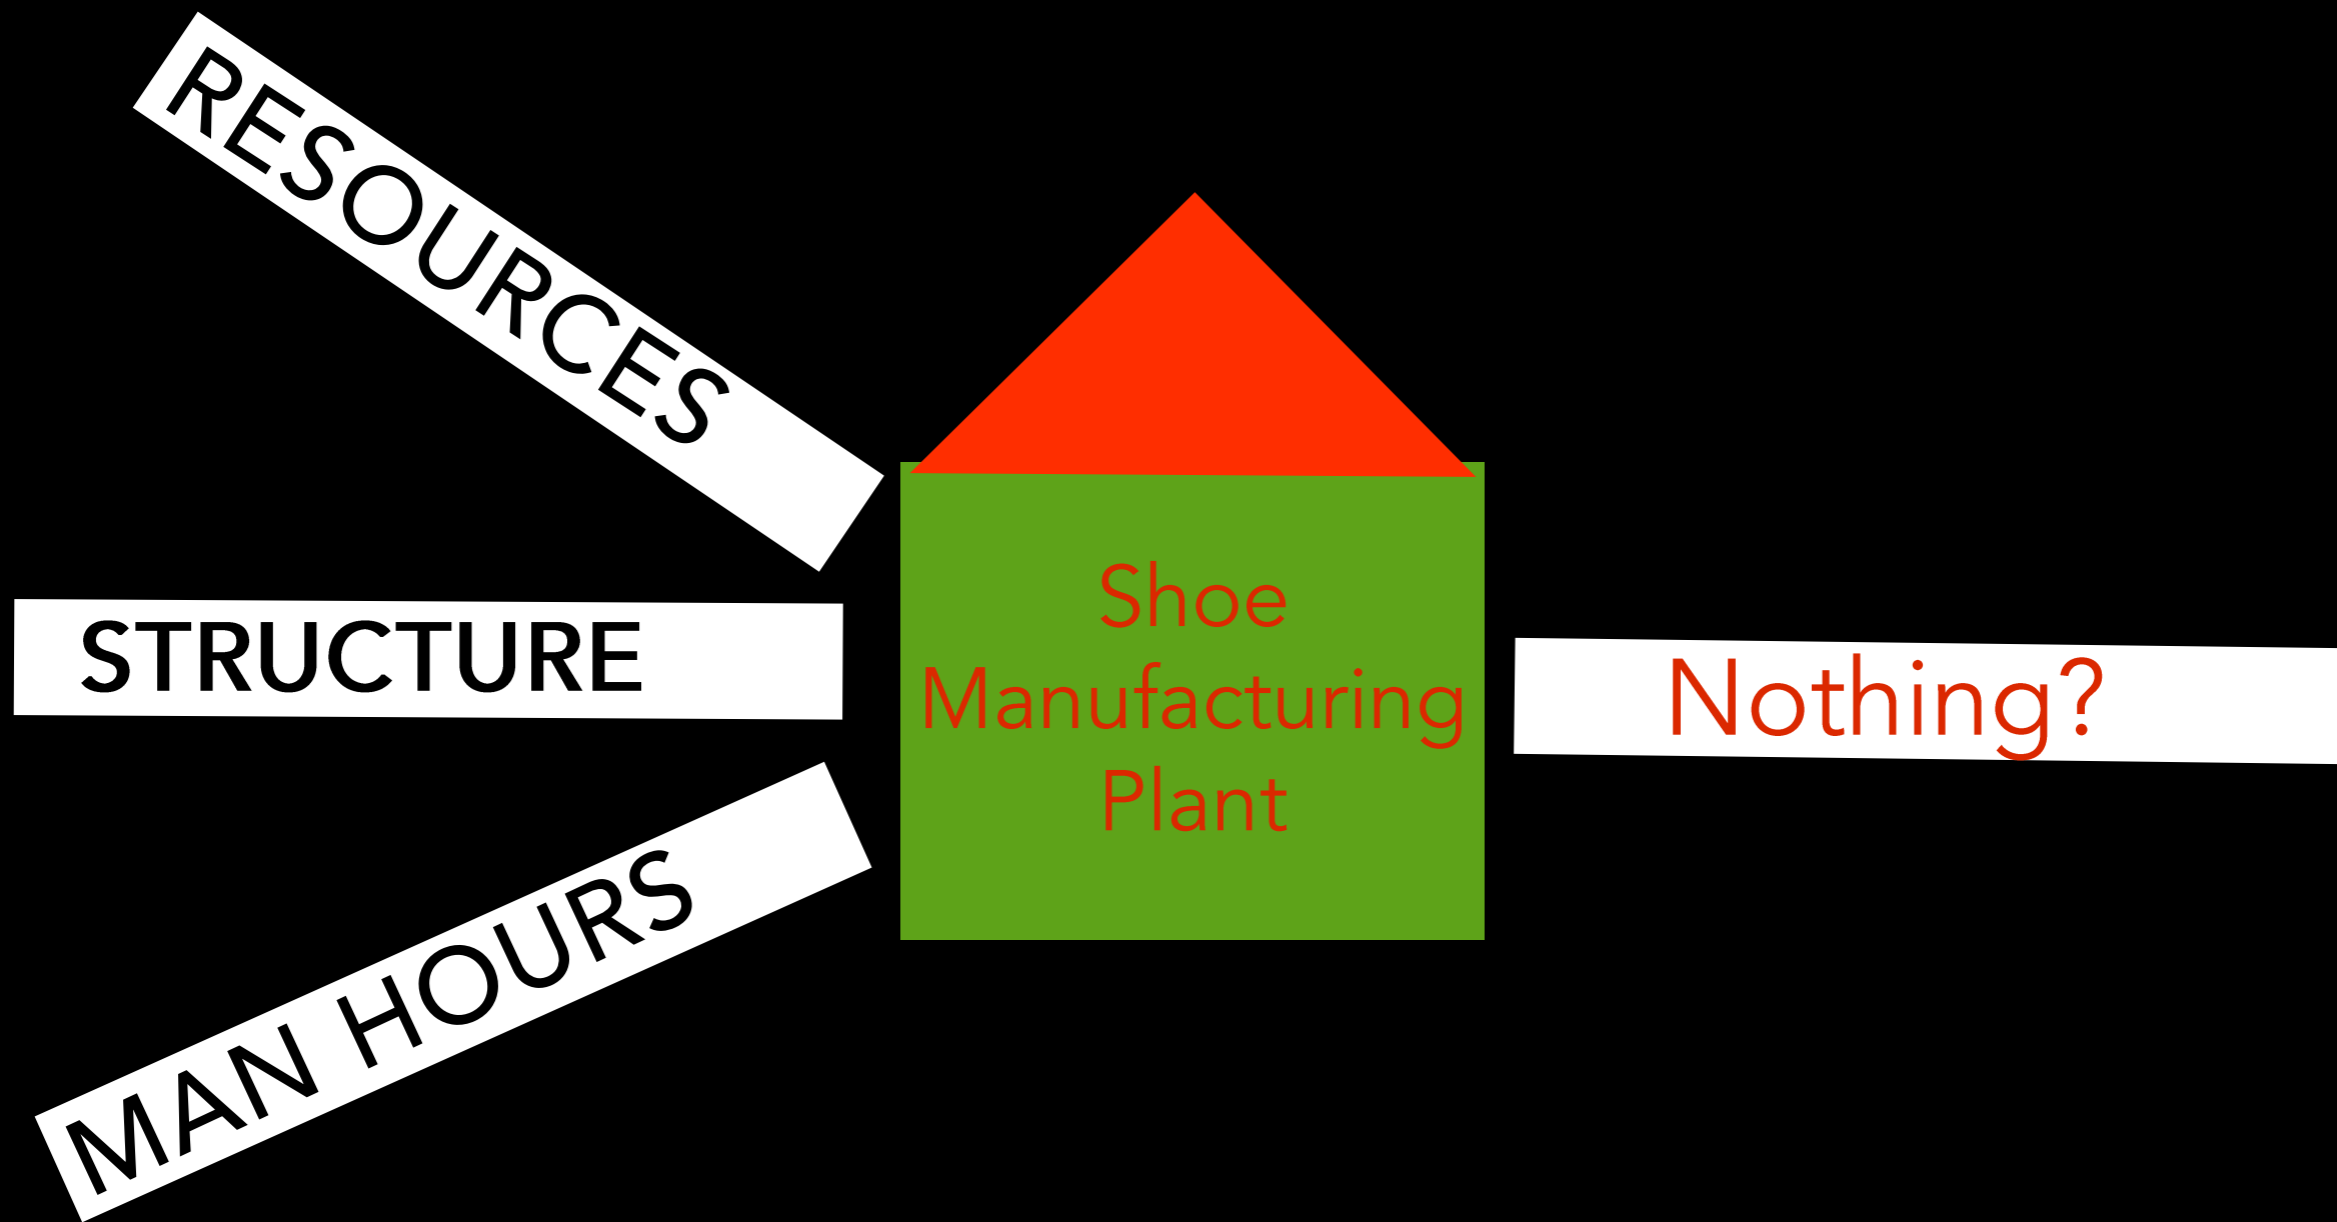 RESOURCES
STRUCTURE
MAN HOURS
Shoe
Manufacturing
Plant
Nothing?